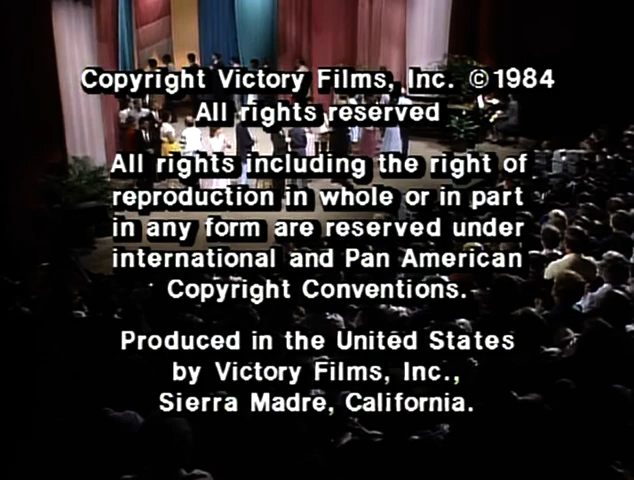 Copyright Victory Films, Inc. ©1984
All rights reserved
All rights including the right of
reproduction in whole or in part
in any form are reserved under
international and Pan American
Copyright Conventions.
Produced in the United States
by Victory Films, Inc.,
Sierra Madre, California.